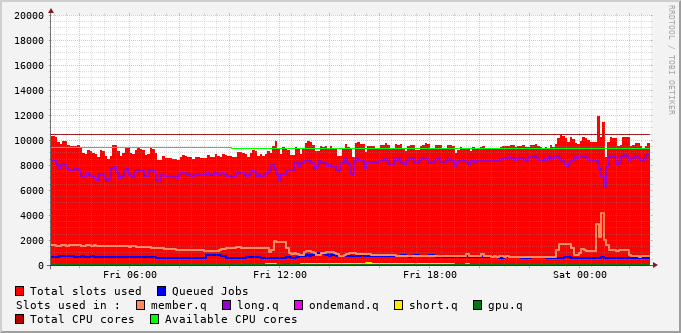 20000
18000
16000
14000
12000
10000
8000
6000
4000
2000
0
Fri 06:00 Fri 12:00 Fri 18:00 Sat 00:00
RRDTOOL / TOBI OETIKER
Total slots used Queued Jobs
Slots used in : member.q long.q ondemand.q short.q gpu.q
Total CPU cores Available CPU cores